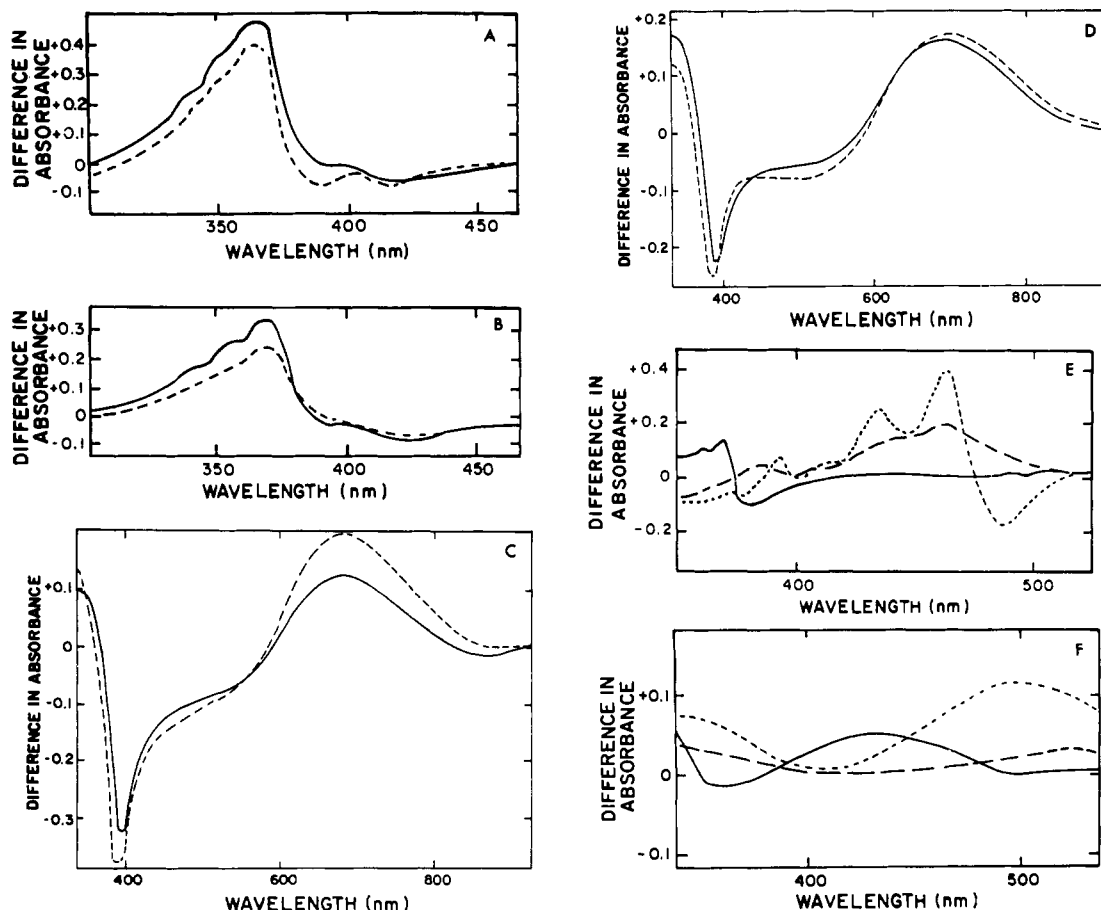 A
DIFFERENCE IN
ABSORBANCE
+0.4
+0.3
+0.2
+0.1
0
-0.1
350
400
450
WAVELENGTH (nm)
B
DIFFERENCE IN
ABSORBANCE
+0.3
+0.2
+0.1
0
-0.1
350
400
450
WAVELENGTH (nm)
C
DIFFERENCE IN ABSORBANCE
+0.1
0
-0.1
-0.2
-0.3
400
600
800
WAVELENGTH (nm)
D
DIFFERENCE IN ABSORBANCE
+0.2
+0.1
0
-0.1
-0.2
400
600
800
WAVELENGTH (nm)
E
DIFFERENCE IN
ABSORBANCE
+0.4
+0.2
0
-0.2
400
500
WAVELENGTH (nm)
F
DIFFERENCE IN
ABSORBANCE
+0.1
0
-0.1
400
500
WAVELENGTH (nm)